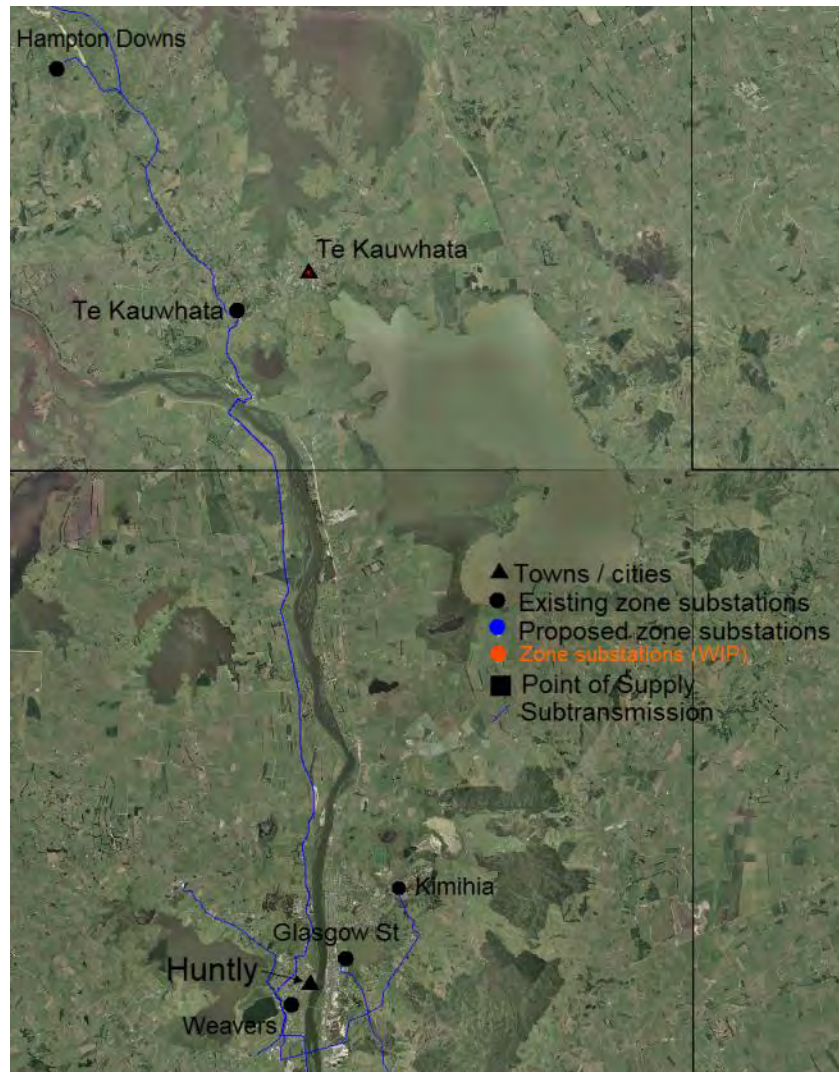 Hampton Downs
Te Kauwhata
Te Kauwhata
Towns / cities
Existing zone substations
Proposed zone substations
Zone substations (WIP)
Point of Supply
Subtransmission
Kimihia
Glasgow St
Huntly
Weavers